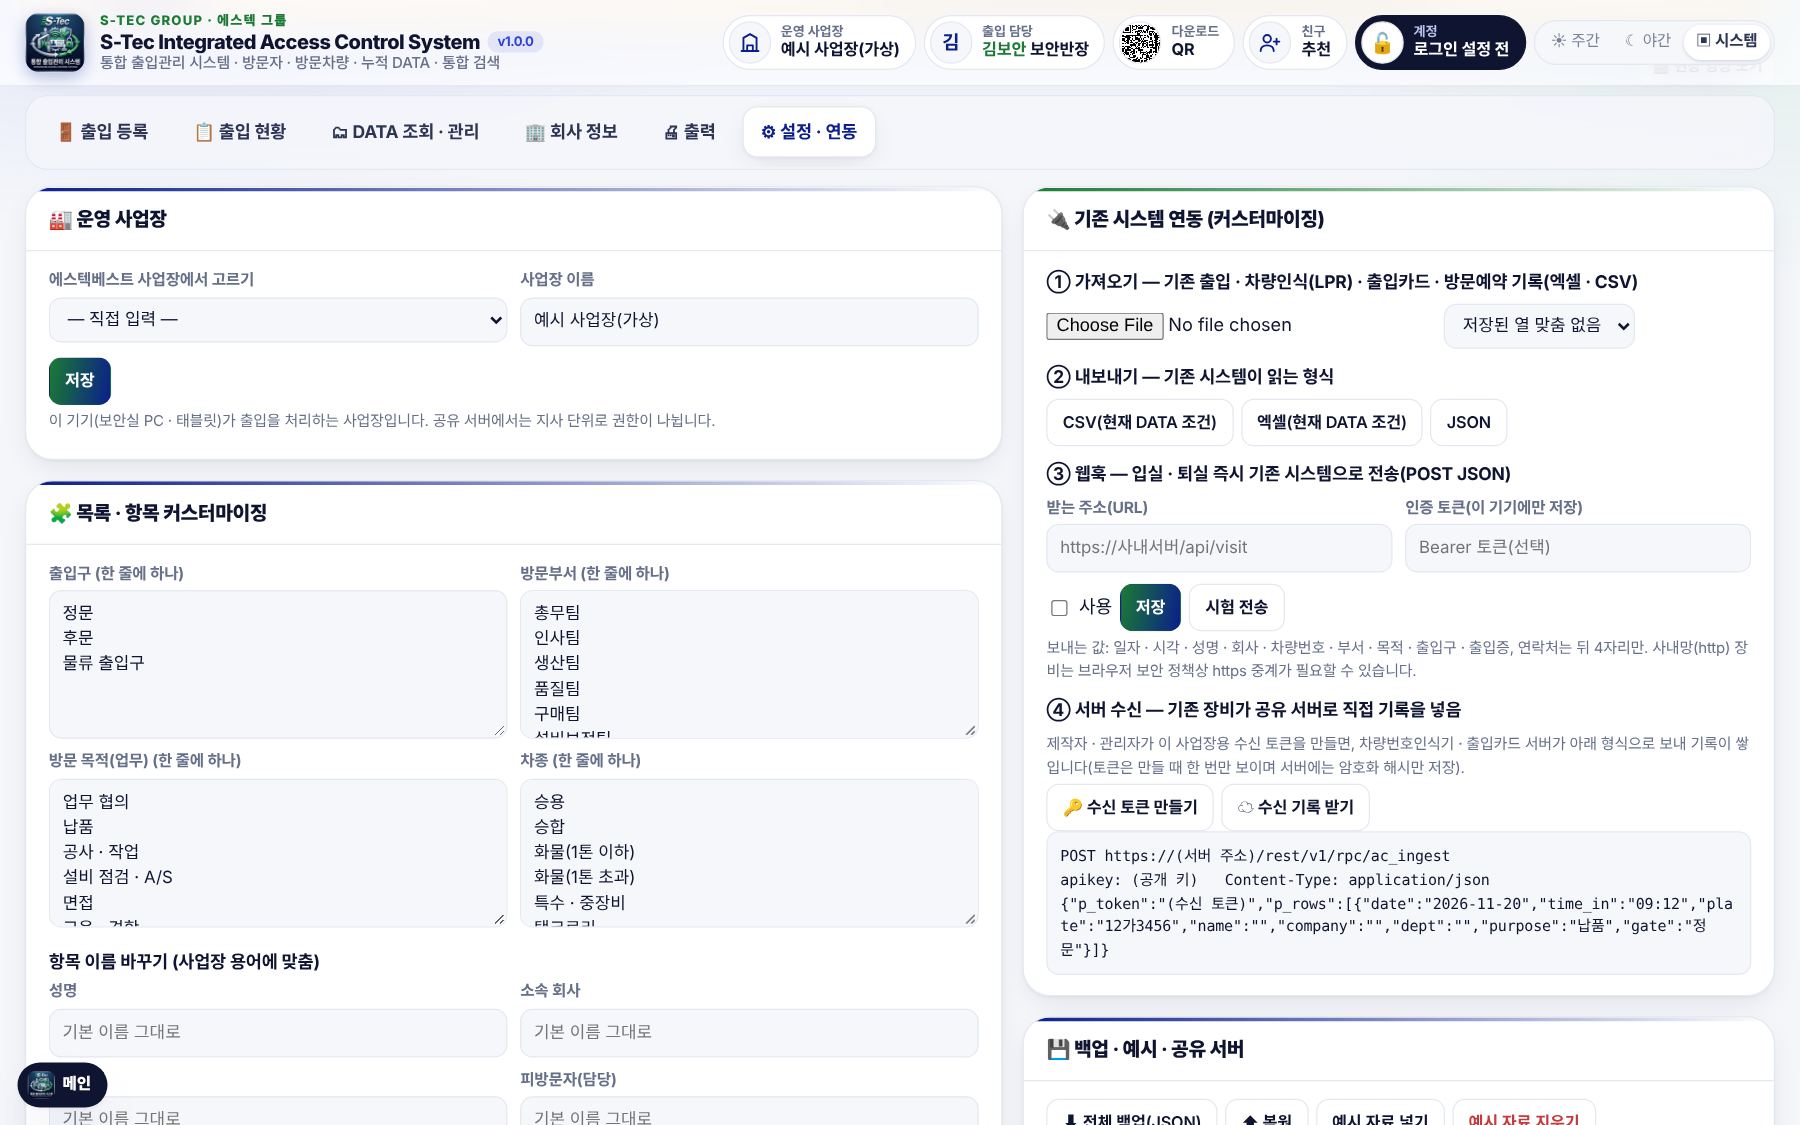 S-TEC GROUP · 에스텍 그룹
S-Tec Integrated Access Control System v1.0.0
통합 출입관리 시스템 · 방문자 · 방문차량 · 누적 DATA · 통합 검색
운영 사업장
예시 사업장(가상)
김
출입 담당
김보안 보안반장
다운로드
QR
친구
추천
계정
로그인 설정 전
주간
야간
시스템
출입 등록
출입 현황
DATA 조회 · 관리
회사 정보
출력
설정 · 연동
운영 사업장
에스텍베스트 사업장에서 고르기
사업장 이름
— 직접 입력 —
예시 사업장(가상)
저장
이 기기(보안실 PC · 태블릿)가 출입을 처리하는 사업장입니다. 공유 서버에서는 지사 단위로 권한이 나뉩니다.
목록 · 항목 커스터마이징
출입구 (한 줄에 하나)
정문
후문
물류 출입구
방문부서 (한 줄에 하나)
총무팀
인사팀
생산팀
품질팀
구매팀
방문 목적(업무) (한 줄에 하나)
업무 협의
납품
공사 · 작업
설비 점검 · A/S
면접
차종 (한 줄에 하나)
승용
승합
화물(1톤 이하)
화물(1톤 초과)
특수 · 중장비
항목 이름 바꾸기 (사업장 용어에 맞춤)
성명
소속 회사
기본 이름 그대로
기본 이름 그대로
메인
피방문자(담당)
기본 이름 그대로
기본 이름 그대로
기존 시스템 연동 (커스터마이징)
① 가져오기 — 기존 출입 · 차량인식(LPR) · 출입카드 · 방문예약 기록(엑셀 · CSV)
Choose File No file chosen
저장된 열 맞춤 없음
② 내보내기 — 기존 시스템이 읽는 형식
CSV(현재 DATA 조건)
엑셀(현재 DATA 조건)
JSON
③ 웹훅 — 입실 · 퇴실 즉시 기존 시스템으로 전송(POST JSON)
받는 주소(URL)
인증 토큰(이 기기에만 저장)
https://사내서버/api/visit
Bearer 토큰(선택)
사용
저장
시험 전송
보내는 값: 일자 · 시각 · 성명 · 회사 · 차량번호 · 부서 · 목적 · 출입구 · 출입증, 연락처는 뒤 4자리만. 사내망(http) 장
비는 브라우저 보안 정책상 https 중계가 필요할 수 있습니다.
④ 서버 수신 — 기존 장비가 공유 서버로 직접 기록을 넣음
제작자 · 관리자가 이 사업장용 수신 토큰을 만들면, 차량번호인식기 · 출입카드 서버가 아래 형식으로 보내 기록이 쌓
입니다(토큰은 만들 때 한 번만 보이며 서버에는 암호화 해시만 저장).
수신 토큰 만들기
수신 기록 받기
POST https://(서버 주소)/rest/v1/rpc/ac_ingest
apikey: (공개 키)   Content-Type: application/json
{"p_token":"(수신 토큰)","p_rows":[{"date":"2026-11-20","time_in":"09:12","pla
te":"12가3456","name":"","company":"","dept":"","purpose":"납품","gate":"정
문"}]}
백업 · 예시 · 공유 서버
전체 백업(JSON)
복원
예시 자료 넣기
예시 자료 지우기